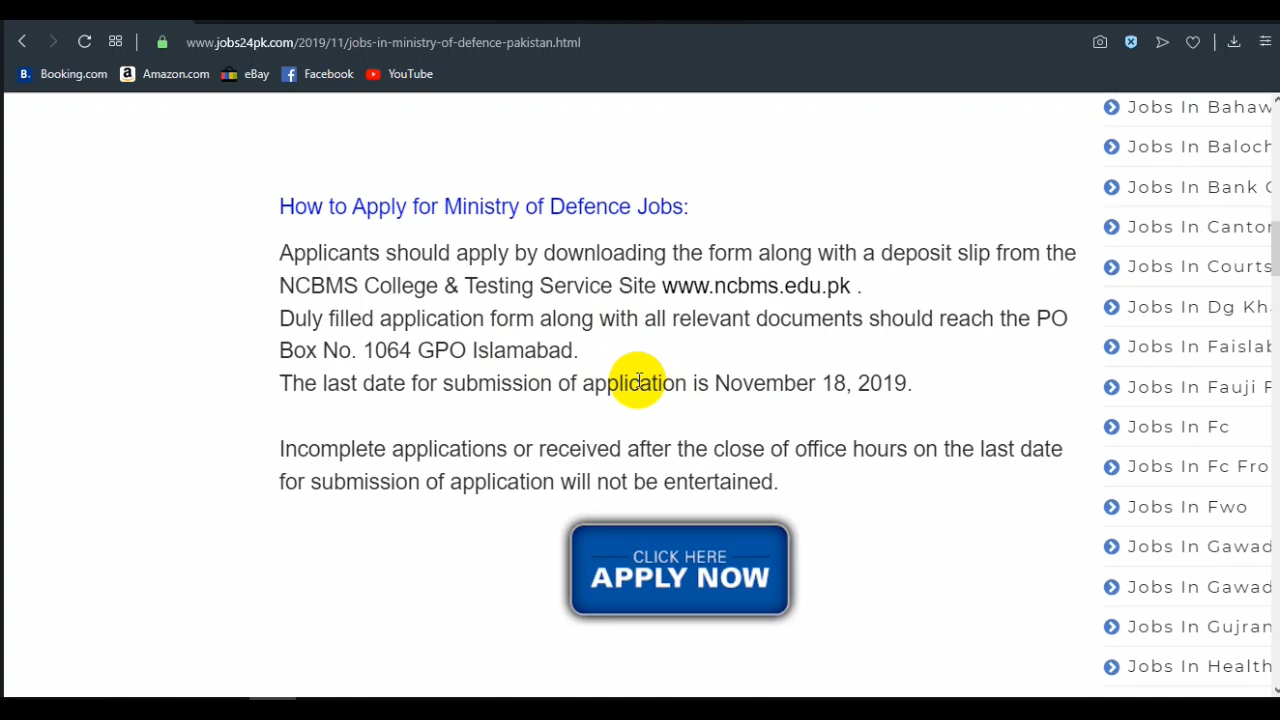 www.jobs24pk.com/2019/11/jobs-in-ministry-of-defence-pakistan.html
B. Booking.com a Amazon.com eBay Facebook YouTube
How to Apply for Ministry of Defence Jobs:
Applicants should apply by downloading the form along with a deposit slip from the
NCBMS College & Testing Service Site www.ncbms.edu.pk .
Duly filled application form along with all relevant documents should reach the PO
Box No. 1064 GPO Islamabad.
The last date for submission of application is November 18, 2019.
Incomplete applications or received after the close of office hours on the last date
for submission of application will not be entertained.
CLICK HERE
APPLY NOW
Jobs In Bahaw
Jobs In Baloch
Jobs In Bank
Jobs In Canton
Jobs In Courts
Jobs In Dg Kh
Jobs In Faislab
Jobs In Fauji
Jobs In Fc
Jobs In Fc Fro
Jobs In Fwo
Jobs In Gawad
Jobs In Gawad
Jobs In Gujran
Jobs In Health